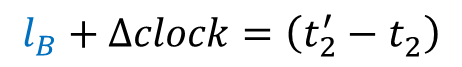 l_B + Δclock = (t′_2 − t_2)